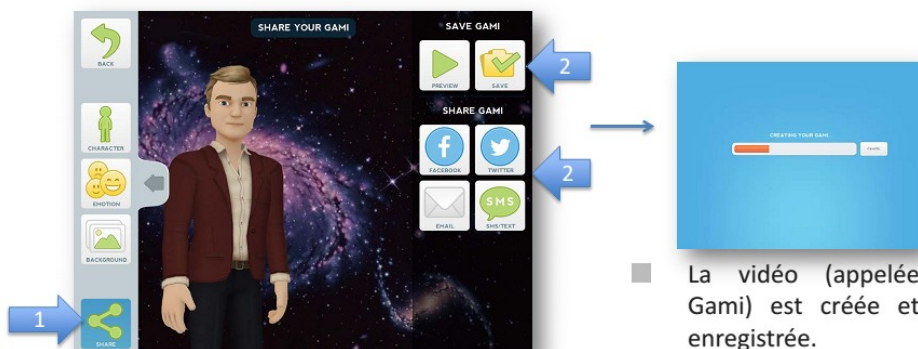 SHARE YOUR GAMI
SAVE GAMI
BACK
PREVIEW
SAVE
2
SHARE GAMI
CHARACTER
FACEBOOK
TWITTER
EMOTION
2
SMS
EMAIL
SMS/TEXT
BACKGROUND
1
SHARE
CREATING YOUR GAMI...
La vidéo (appelée
Gami) est créée et
enregistrée.